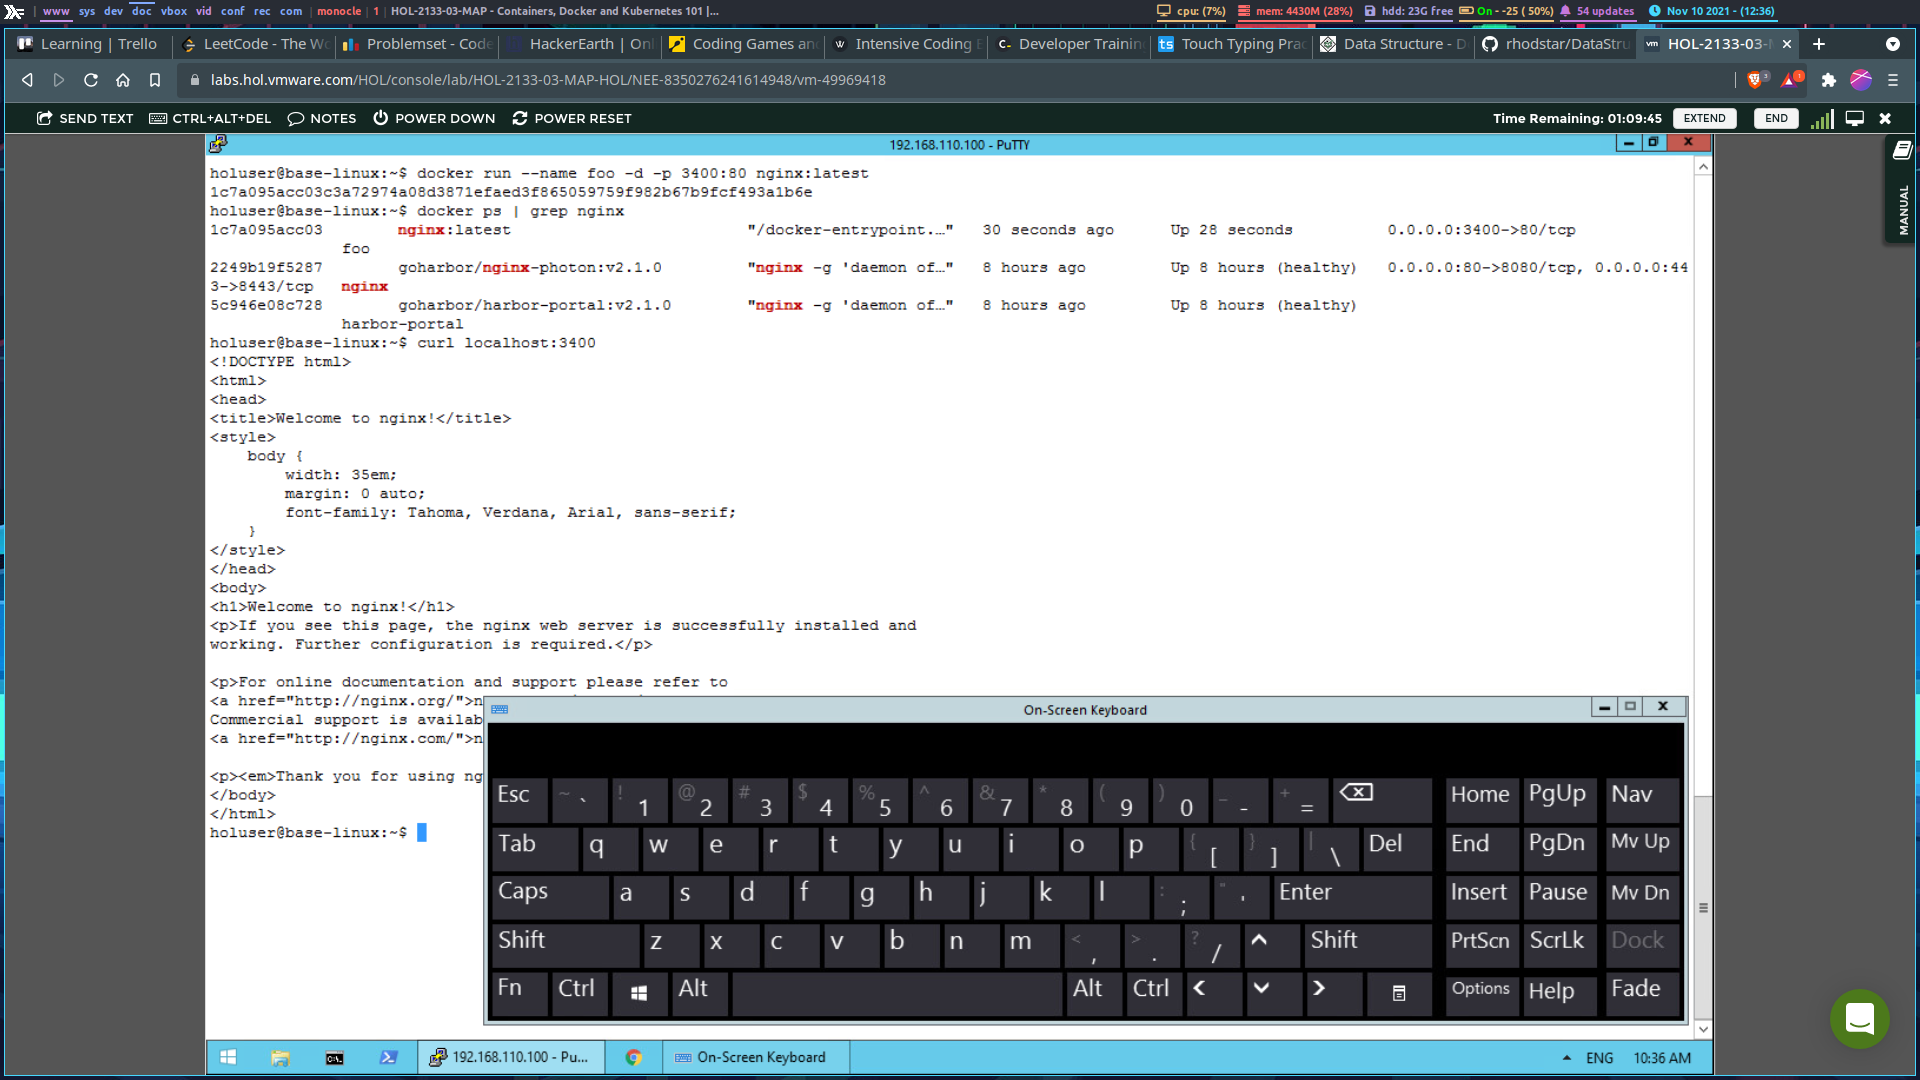 www sys dev doc vbox vid conf rec com monocle 1 HOL-2133-03-MAP - Containers, Docker and Kubernetes 101 |... cpu: (7%) mem: 4430M (28%) hdd: 23G free On - -25 ( 50%) 54 updates Nov 10 2021 - (12:36)
Learning | Trello LeetCode - The Wo Problemset - Code HackerEarth | Onl Coding Games an Intensive Coding Developer Trainin Touch Typing Prac Data Structure - D rhodstar/DataStru HOL-2133-03-
labs.hol.vmware.com/HOL/console/lab/HOL-2133-03-MAP-HOL/NEE-8350276241614948/vm-49969418
SEND TEXT CTRL+ALT+DEL NOTES POWER DOWN POWER RESET Time Remaining: 01:09:45 EXTEND END
MANUAL
192.168.110.100 - PuTTY
holuser@base-linux:~$ docker run --name foo -d -p 3400:80 nginx:latest
1c7a095acc03c3a72974a08d3871efaed3f865059759f982b67b9fcf493a1b6e
holuser@base-linux:~$ docker ps | grep nginx
1c7a095acc03 nginx:latest "/docker-entrypoint.…" 30 seconds ago Up 28 seconds 0.0.0.0:3400->80/tcp
foo
2249b19f5287 goharbor/nginx-photon:v2.1.0 "nginx -g 'daemon of…" 8 hours ago Up 8 hours (healthy) 0.0.0.0:80->8080/tcp, 0.0.0.0:44
3->8443/tcp nginx
5c946e08c728 goharbor/harbor-portal:v2.1.0 "nginx -g 'daemon of…" 8 hours ago Up 8 hours (healthy)
harbor-portal
holuser@base-linux:~$ curl localhost:3400
<!DOCTYPE html>
<html>
<head>
<title>Welcome to nginx!</title>
<style>
body {
width: 35em;
margin: 0 auto;
font-family: Tahoma, Verdana, Arial, sans-serif;
}
</style>
</head>
<body>
<h1>Welcome to nginx!</h1>
<p>If you see this page, the nginx web server is successfully installed and
working. Further configuration is required.</p>
<p>For online documentation and support please refer to
<a href="http://nginx.org/">n
Commercial support is availab
<a href="http://nginx.com/">n
<p><em>Thank you for using ng
</body>
</html>
holuser@base-linux:~$
On-Screen Keyboard
Esc ~ ` ! 1 @ 2 # 3 $ 4 % 5 ^ 6 & 7 * 8 ( 9 ) 0 _ - + = Home PgUp Nav
Tab q w e r t y u i o p { [ } ] | \ Del End PgDn Mv Up
Caps a s d f g h j k l : ; " ' Enter Insert Pause Mv Dn
Shift z x c v b n m < , > . ? / Shift PrtScn ScrLk Dock
Fn Ctrl Alt Alt Ctrl Options Help Fade
192.168.110.100 - Pu... On-Screen Keyboard ENG 10:36 AM